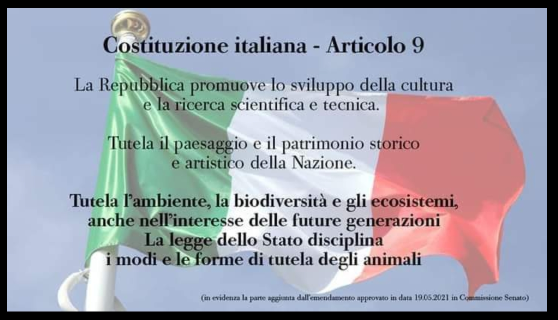 Costituzione italiana - Articolo 9
La Repubblica promuove lo sviluppo della cultura
e la ricerca scientifica e tecnica.
Tutela il paesaggio e il patrimonio storico
e artistico della Nazione.
Tutela l'ambiente, la biodiversità e gli ecosistemi,
anche nell'interesse delle future generazioni
La legge dello Stato disciplina
i modi e le forme di tutela degli animali
(in evidenza la parte aggiunta dall'emendamento approvato in data 19.05.2021 in Commissione Senato)